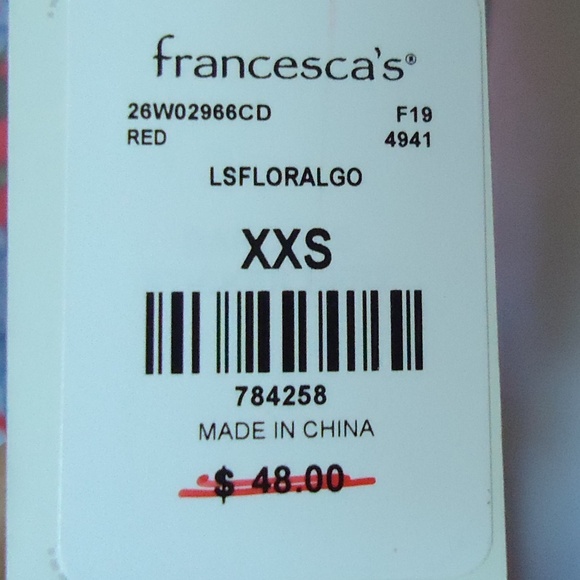 francesca's®
26W02966CD F19
RED 4941
LSFLORALGO
XXS
784258
MADE IN CHINA
$ 48.00